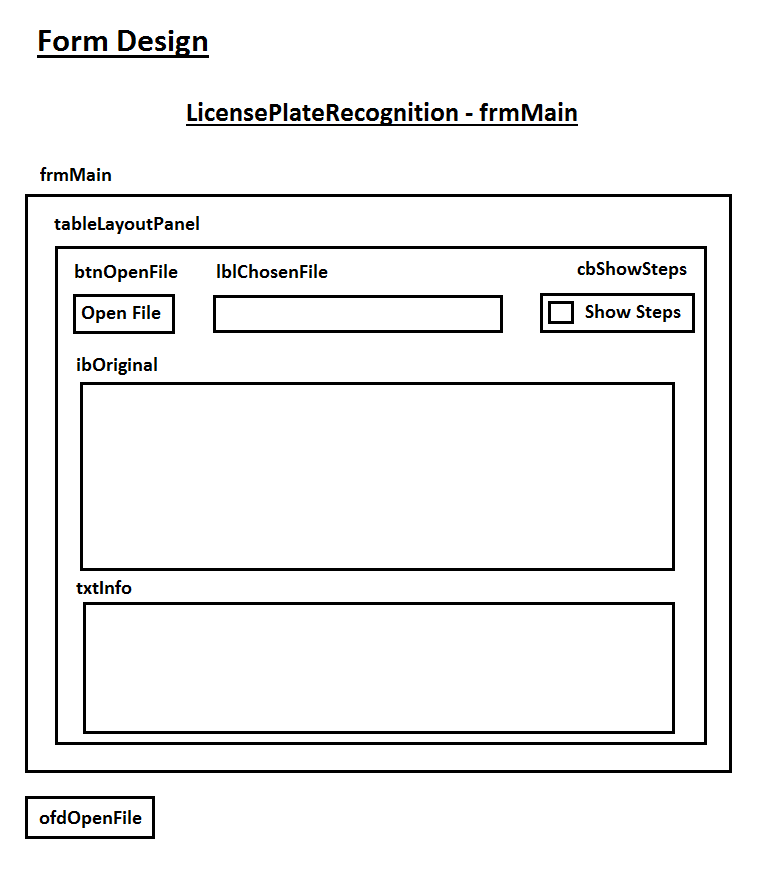 Form Design
LicensePlateRecognition - frmMain
frmMain
tableLayoutPanel
btnOpenFile lblChosenFile cbShowSteps
Open File Show Steps
ibOriginal
txtInfo
ofdOpenFile